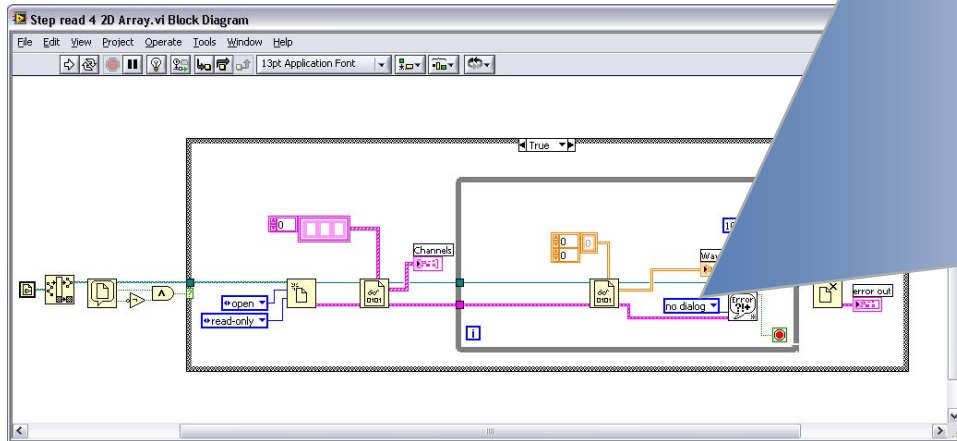 Step read 4 2D Array.vi Block Diagram
File Edit View Project Operate Tools Window Help
13pt Application Font
True
0
Channels
0
0
0
open
read-only
no dialog
Error
?!+
error out
i